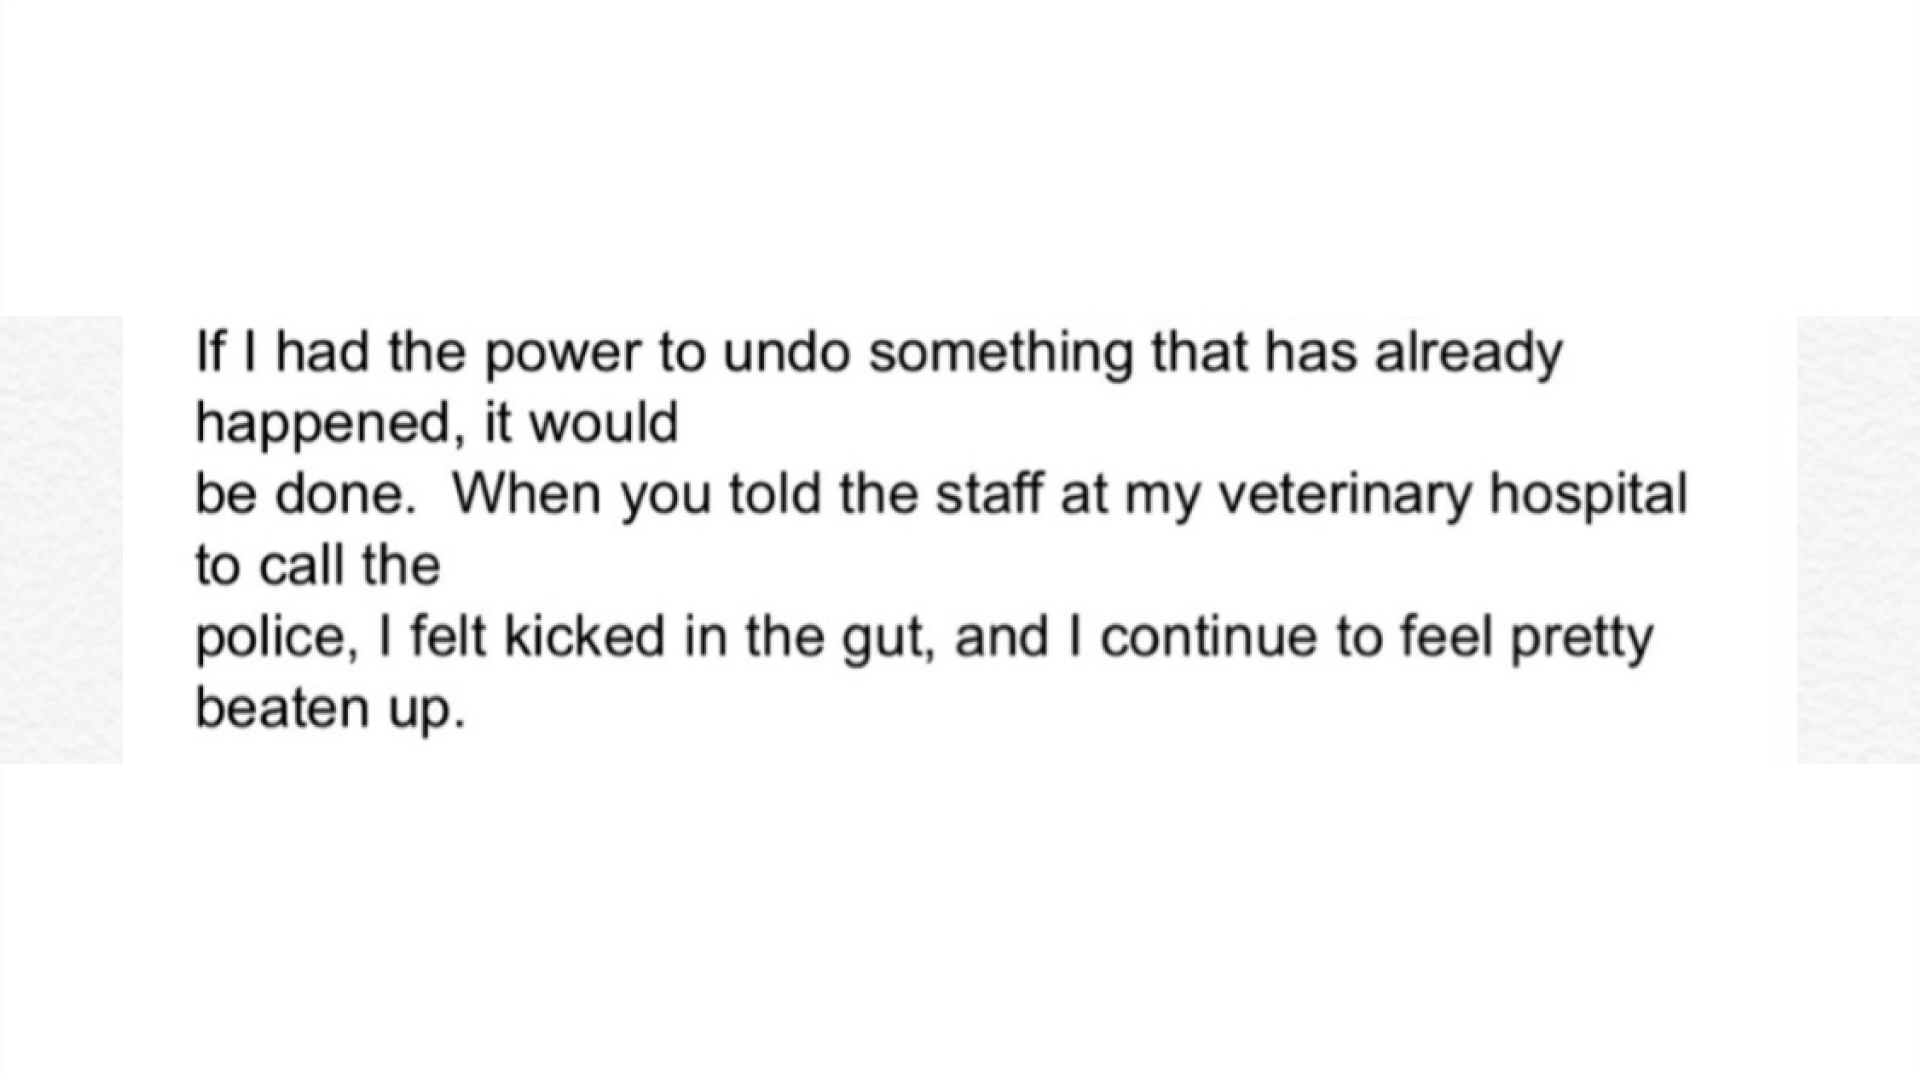 If I had the power to undo something that has already
happened, it would
be done.  When you told the staff at my veterinary hospital
to call the
police, I felt kicked in the gut, and I continue to feel pretty
beaten up.